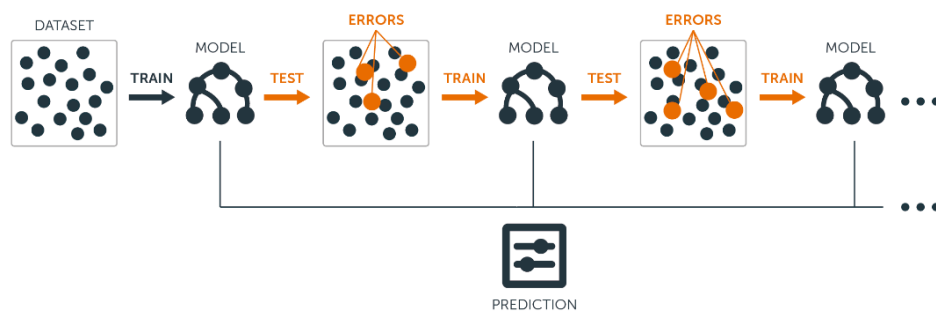 DATASET
TRAIN
MODEL
TEST
ERRORS
TRAIN
MODEL
TEST
ERRORS
TRAIN
MODEL
PREDICTION